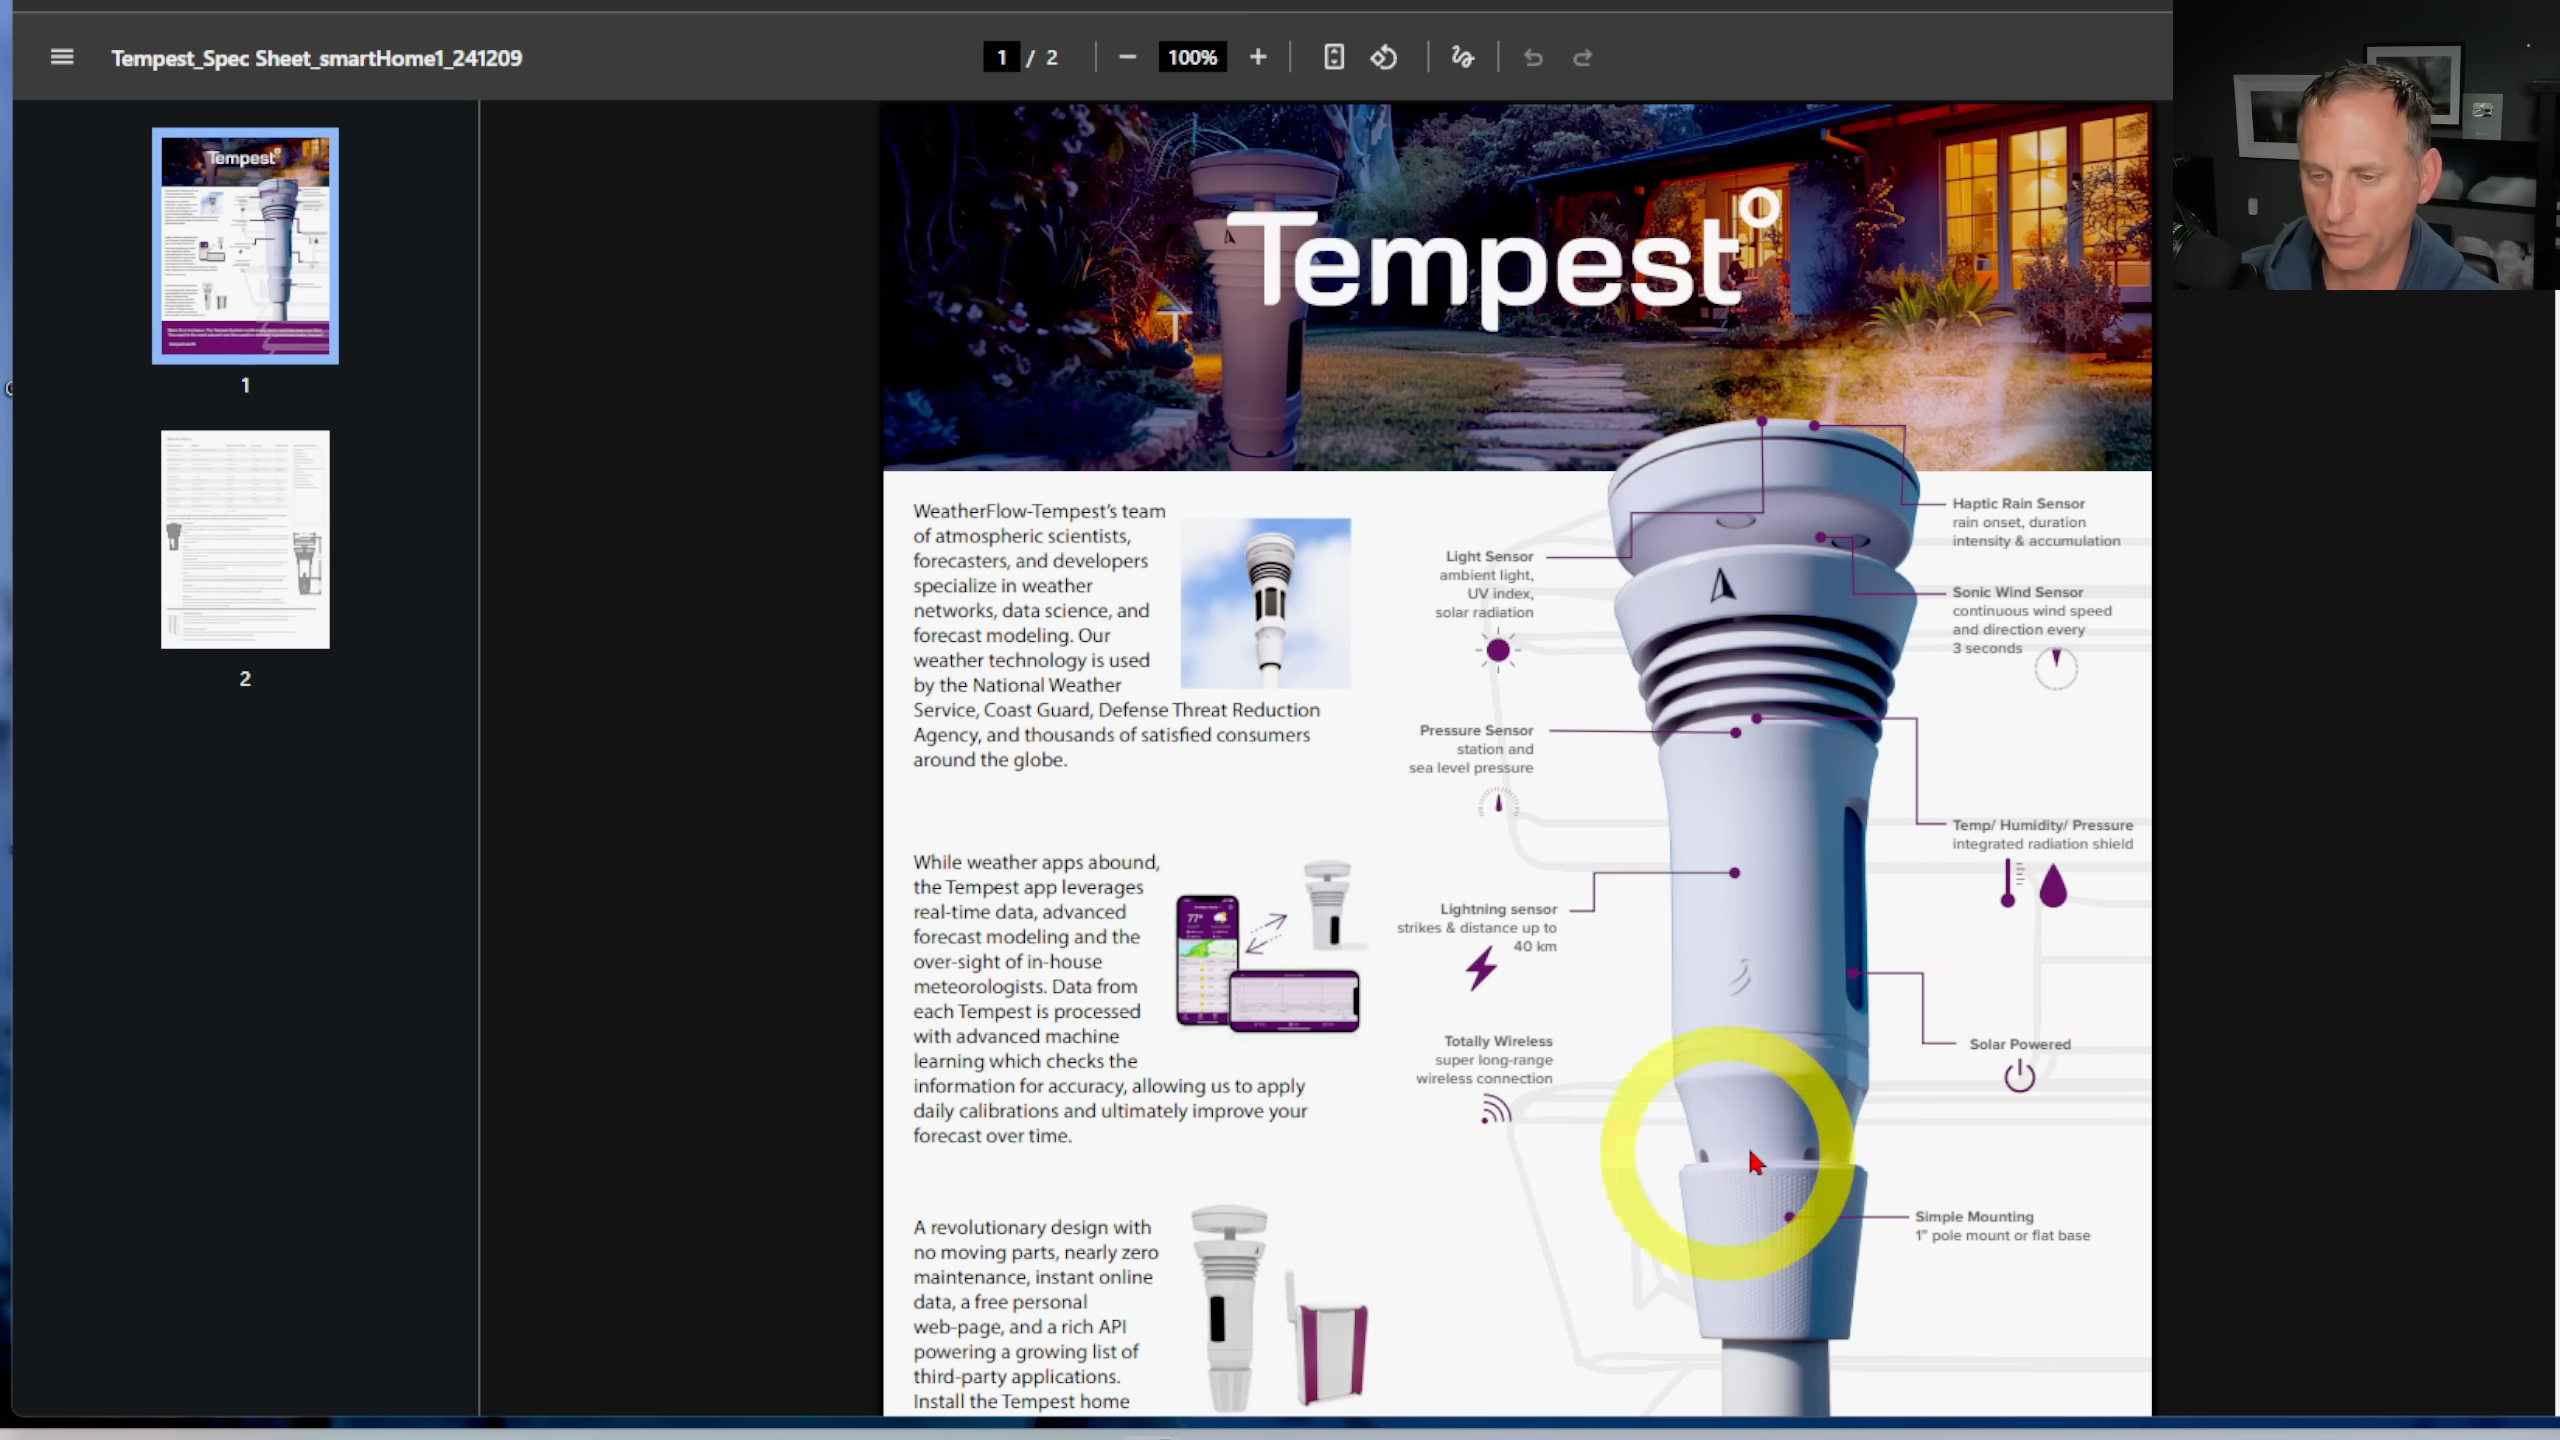 Tempest_Spec Sheet_smartHome1_241209
1 / 2
100%
Tempest°
1
2
Tempest°
WeatherFlow-Tempest's team
of atmospheric scientists,
forecasters, and developers
specialize in weather
networks, data science, and
forecast modeling. Our
weather technology is used
by the National Weather
Service, Coast Guard, Defense Threat Reduction
Agency, and thousands of satisfied consumers
around the globe.
While weather apps abound,
the Tempest app leverages
real-time data, advanced
forecast modeling and the
over-sight of in-house
meteorologists. Data from
each Tempest is processed
with advanced machine
learning which checks the
information for accuracy, allowing us to apply
daily calibrations and ultimately improve your
forecast over time.
77°
A revolutionary design with
no moving parts, nearly zero
maintenance, instant online
data, a free personal
web-page, and a rich API
powering a growing list of
third-party applications.
Install the Tempest home
Light Sensor
ambient light,
UV index,
solar radiation
Pressure Sensor
station and
sea level pressure
Lightning sensor
strikes & distance up to
40 km
Totally Wireless
super long-range
wireless connection
Haptic Rain Sensor
rain onset, duration
intensity & accumulation
Sonic Wind Sensor
continuous wind speed
and direction every
3 seconds
Temp/ Humidity/ Pressure
integrated radiation shield
Solar Powered
Simple Mounting
1" pole mount or flat base